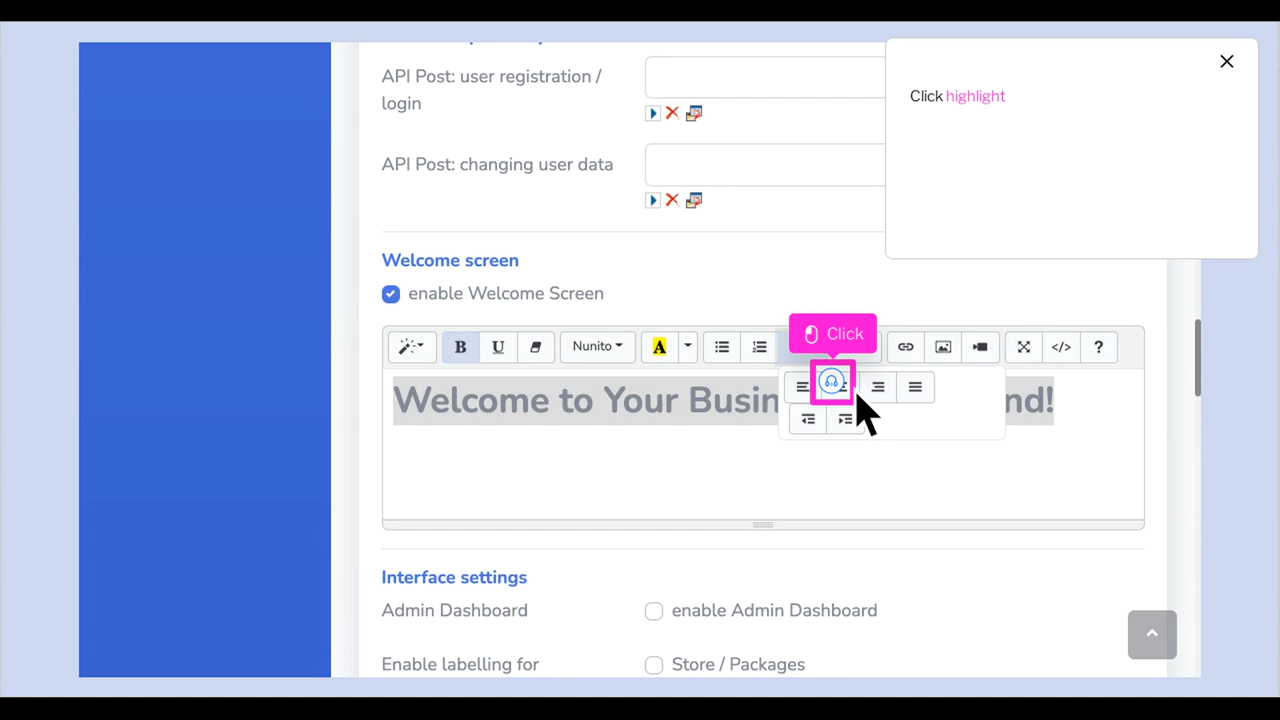 API Post: user registration /
login
Click highlight
API Post: changing user data
Welcome screen
enable Welcome Screen
Click
B U Nunito A </> ?
Welcome to Your Busin nd!
Interface settings
Admin Dashboard
enable Admin Dashboard
Enable labelling for
Store / Packages